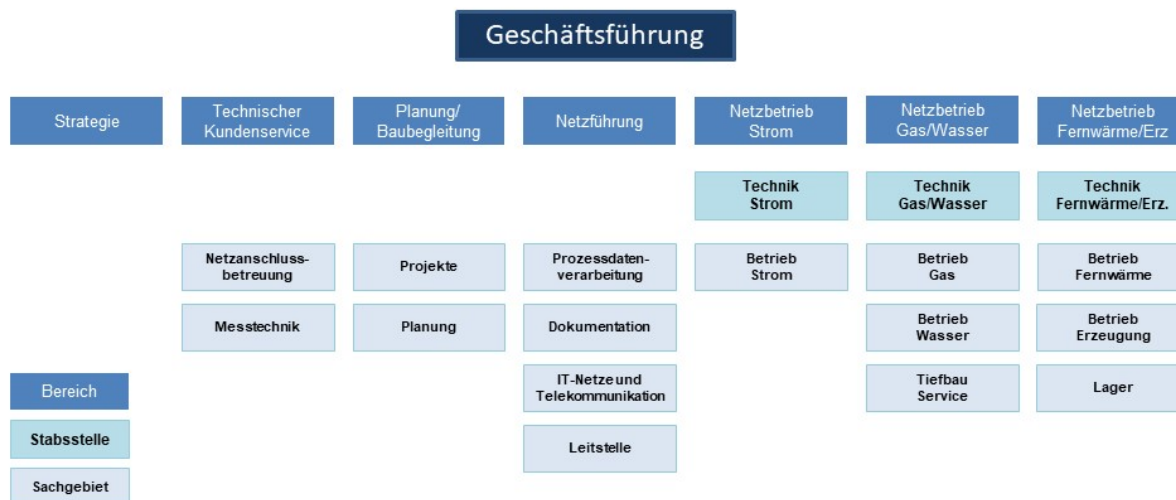 Geschäftsführung
Strategie
Technischer
Kundenservice
Planung/
Baubegleitung
Netzführung
Netzbetrieb
Strom
Netzbetrieb
Gas/Wasser
Netzbetrieb
Fernwärme/Erz
Technik
Strom
Technik
Gas/Wasser
Technik
Fernwärme/Erz.
Netzanschluss-
betreuung
Projekte
Prozessdaten-
verarbeitung
Betrieb
Strom
Betrieb
Gas
Betrieb
Fernwärme
Messtechnik
Planung
Dokumentation
Betrieb
Wasser
Betrieb
Erzeugung
Bereich
IT-Netze und
Telekommunikation
Tiefbau
Service
Lager
Stabsstelle
Leitstelle
Sachgebiet